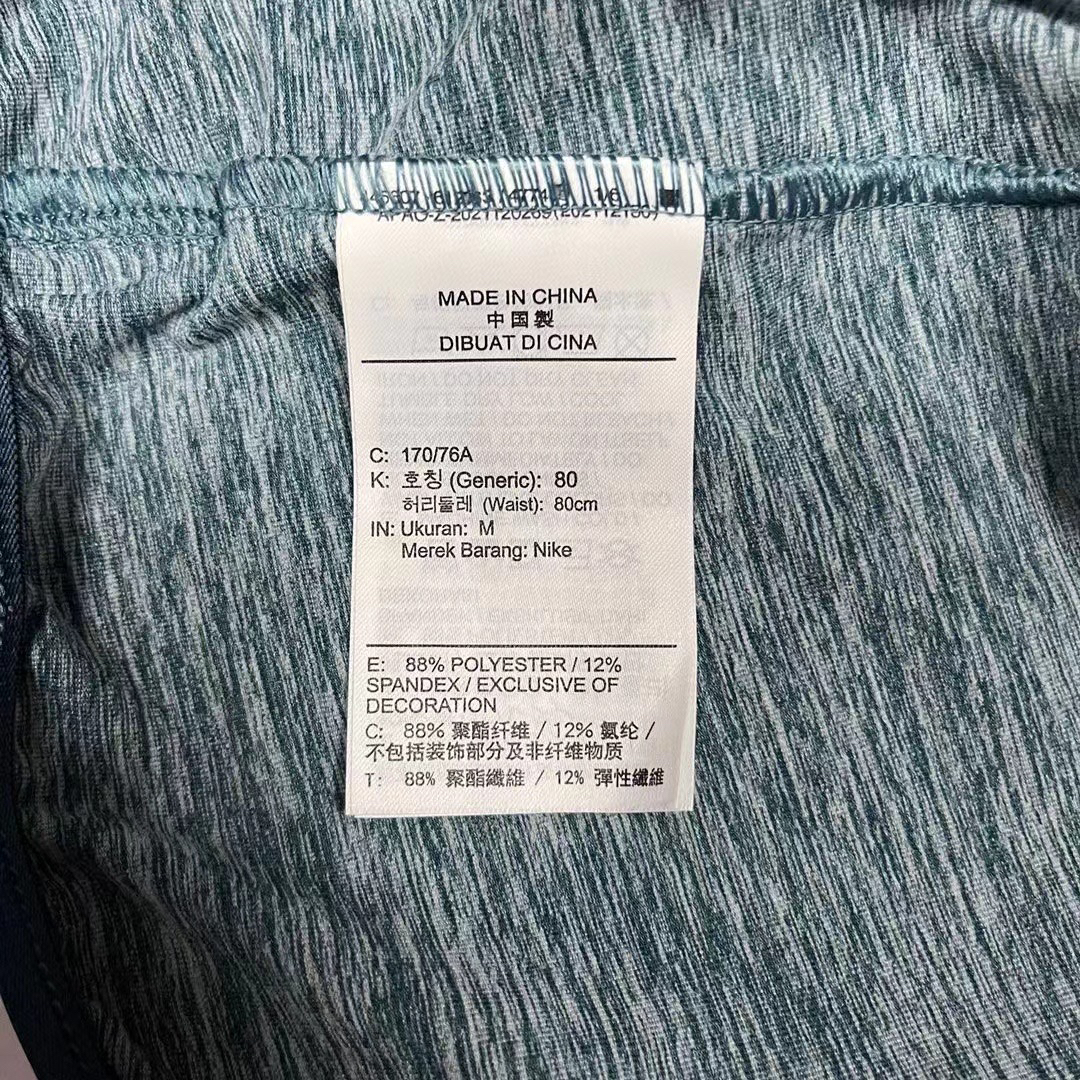 MADE IN CHINA
中国製
DIBUAT DI CINA
C: 170/76A
K: 호칭 (Generic): 80
허리둘레 (Waist): 80cm
IN: Ukuran: M
Merek Barang: Nike
E: 88% POLYESTER / 12%
SPANDEX / EXCLUSIVE OF
DECORATION
C: 88% 聚酯纤维 / 12% 氨纶 /
不包括装饰部分及非纤维物质
T: 88% 聚酯纖維 / 12% 彈性纖維